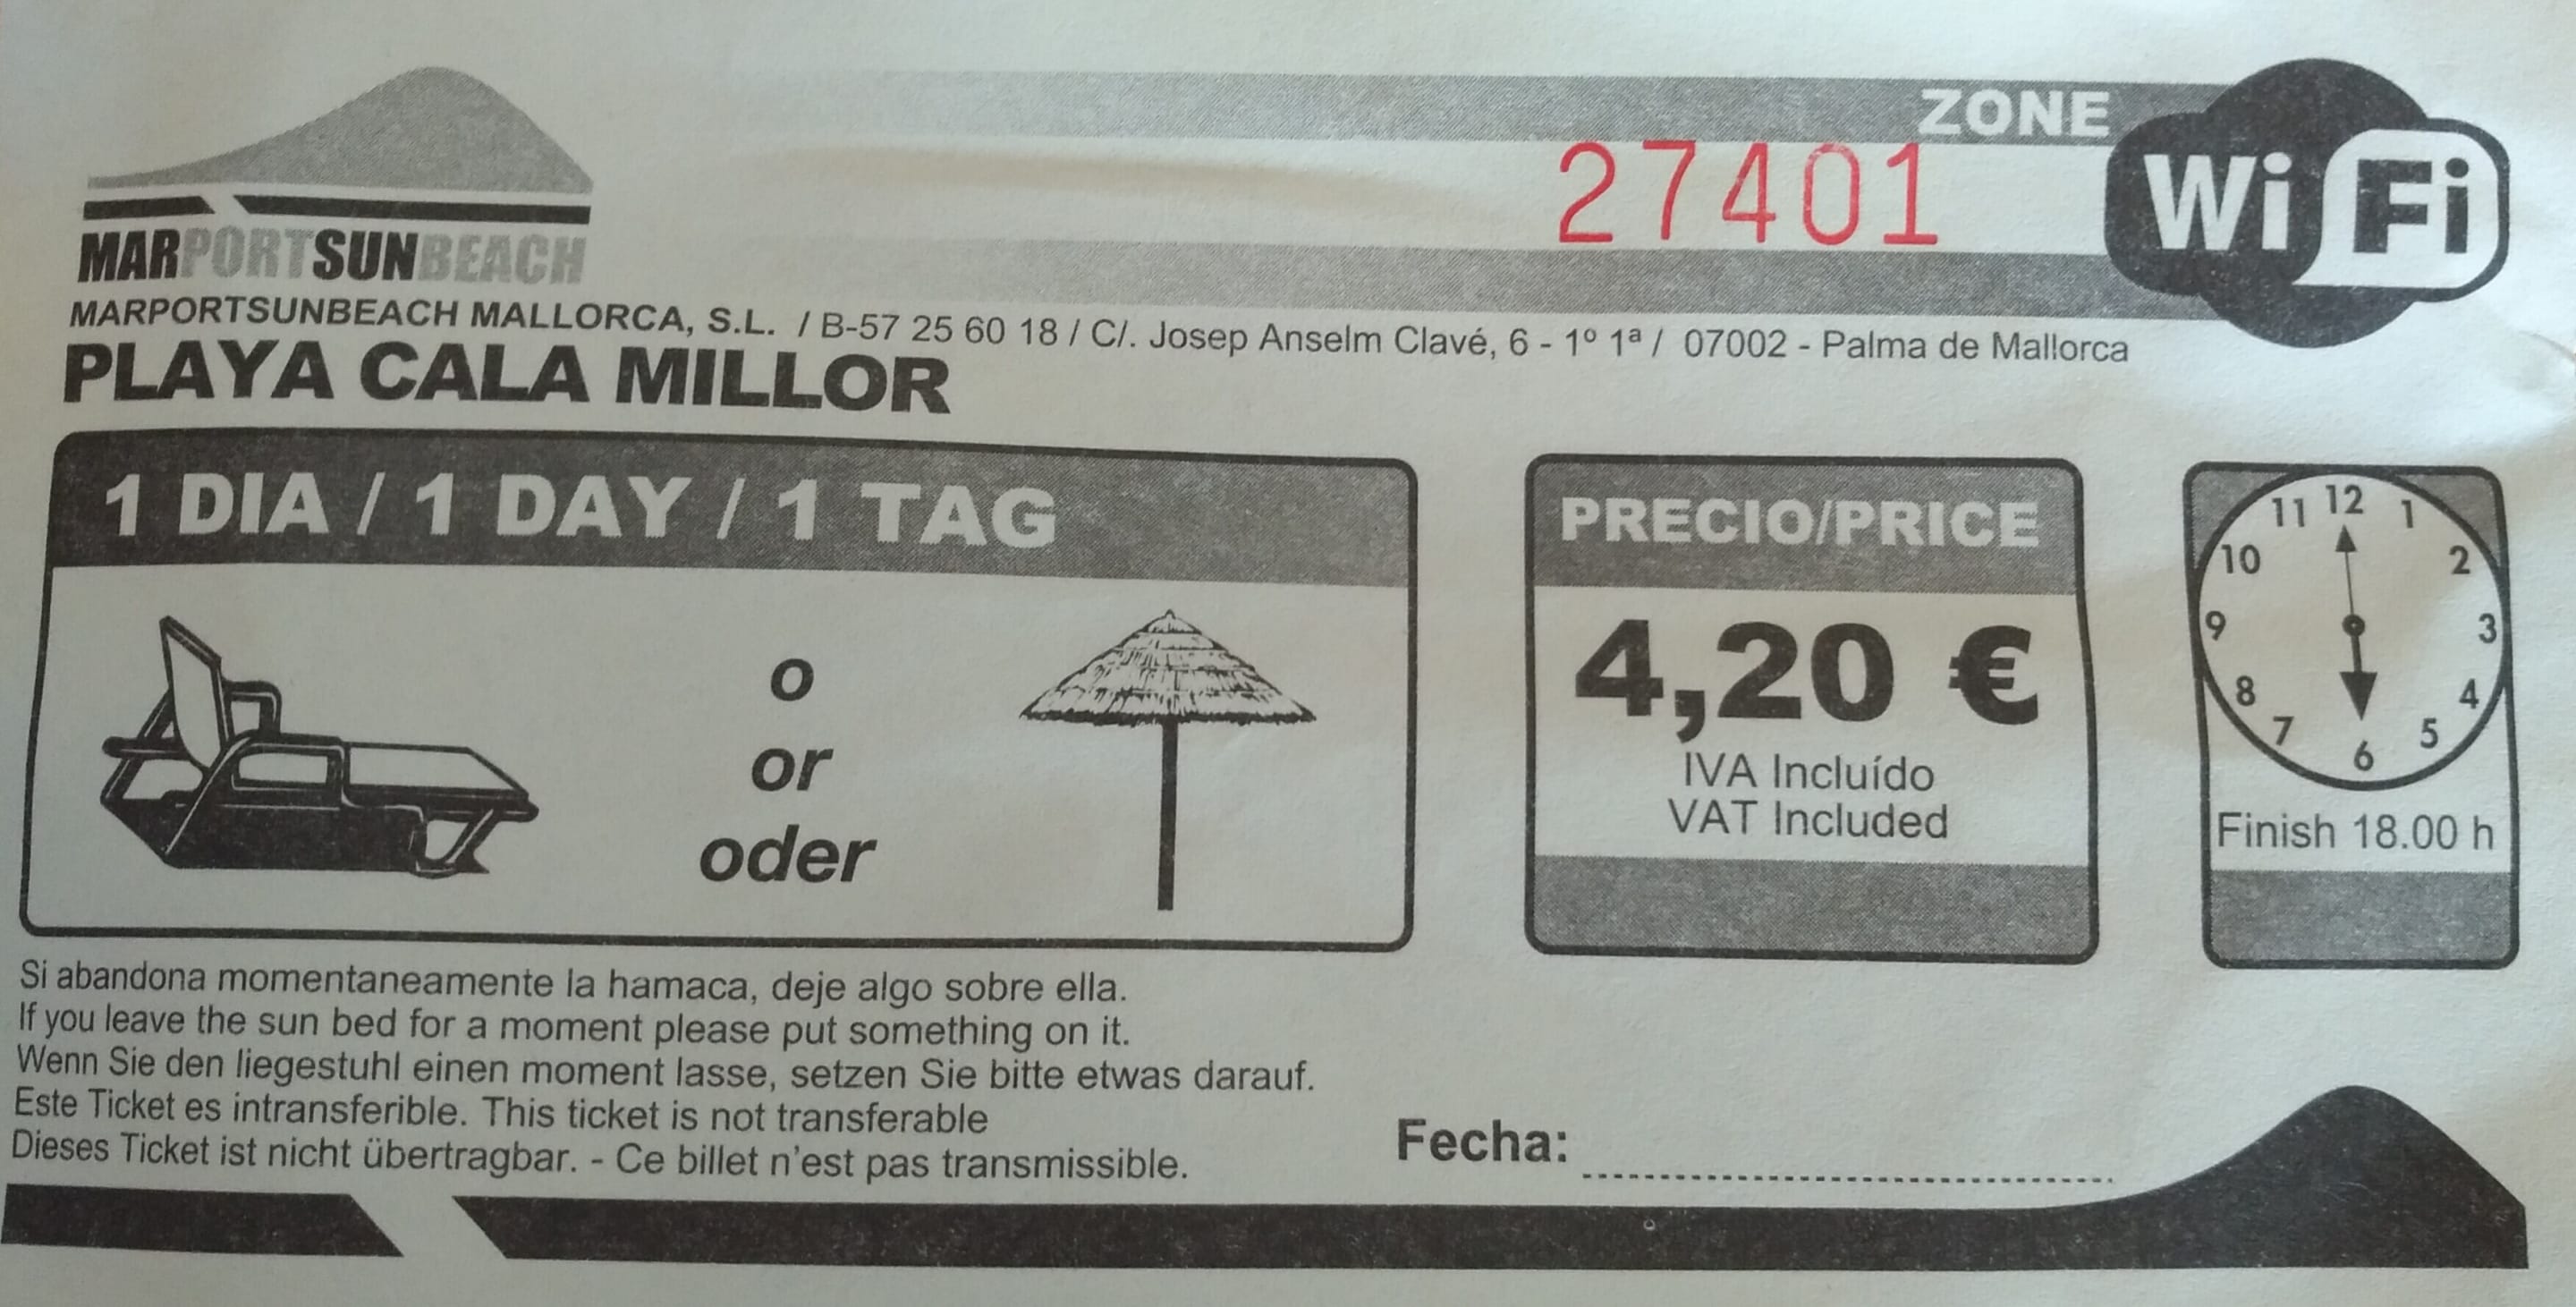 ZONE
WiFi
27401
MARPORTSUNBEACH
MARPORTSUNBEACH MALLORCA, S.L. / B-57 25 60 18 / C/. Josep Anselm Clavé, 6 - 1º 1ª / 07002 - Palma de Mallorca
PLAYA CALA MILLOR
1 DIA / 1 DAY / 1 TAG
o
or
oder
PRECIO/PRICE
4,20 €
IVA Incluído
VAT Included
11 12 1
10 2
9 3
8 4
7 6 5
Finish 18.00 h
Si abandona momentaneamente la hamaca, deje algo sobre ella.
If you leave the sun bed for a moment please put something on it.
Wenn Sie den liegestuhl einen moment lasse, setzen Sie bitte etwas darauf.
Este Ticket es intransferible. This ticket is not transferable
Dieses Ticket ist nicht übertragbar. - Ce billet n'est pas transmissible.
Fecha: